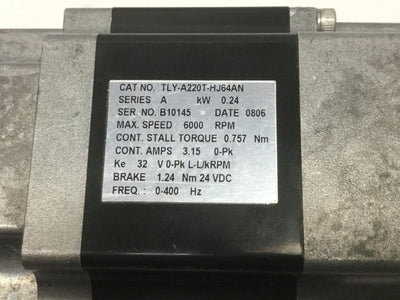 CAT NO. TLY-A220T-HJ64AN
SERIES A kW 0.24
SER. NO. B10145 DATE 0806
MAX. SPEED 6000 RPM
CONT. STALL TORQUE 0.757 Nm
CONT. AMPS 3.15 0-Pk
Ke 32 V 0-Pk L-L/kRPM
BRAKE 1.24 Nm 24 VDC
FREQ. : 0-400 Hz